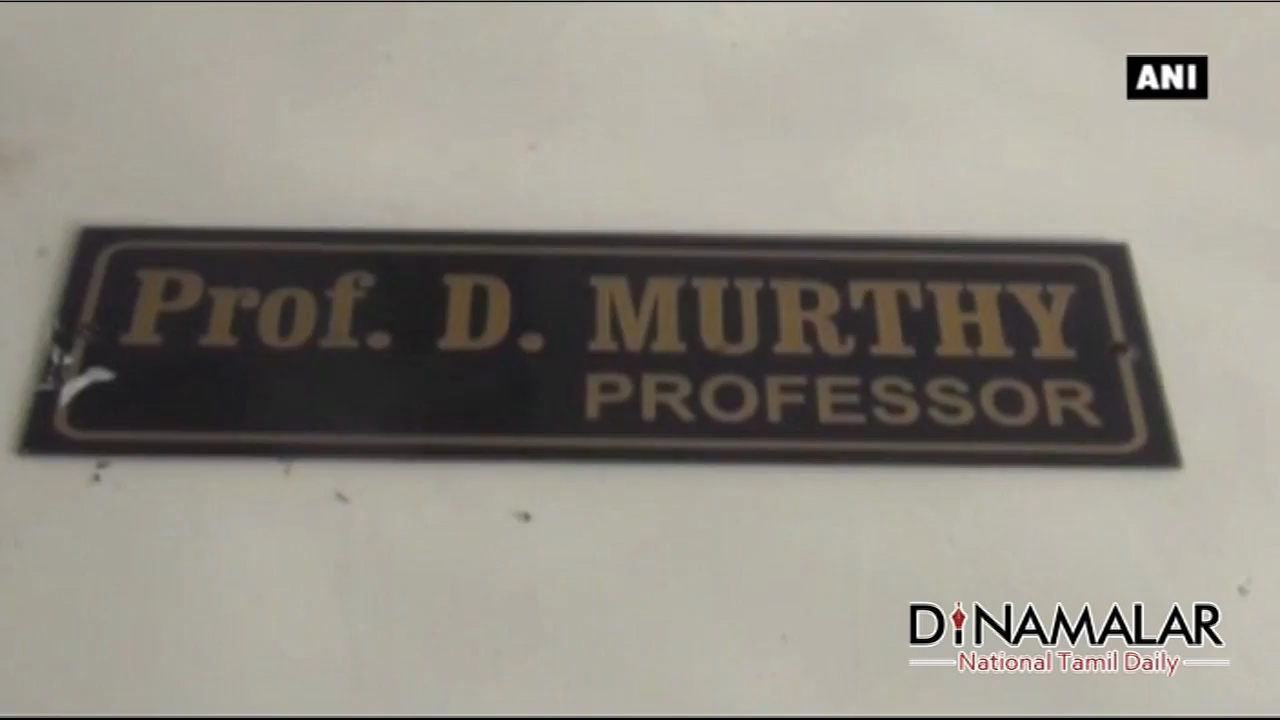 ANI
Prof. D. MURTHY
PROFESSOR
DINAMALAR
National Tamil Daily